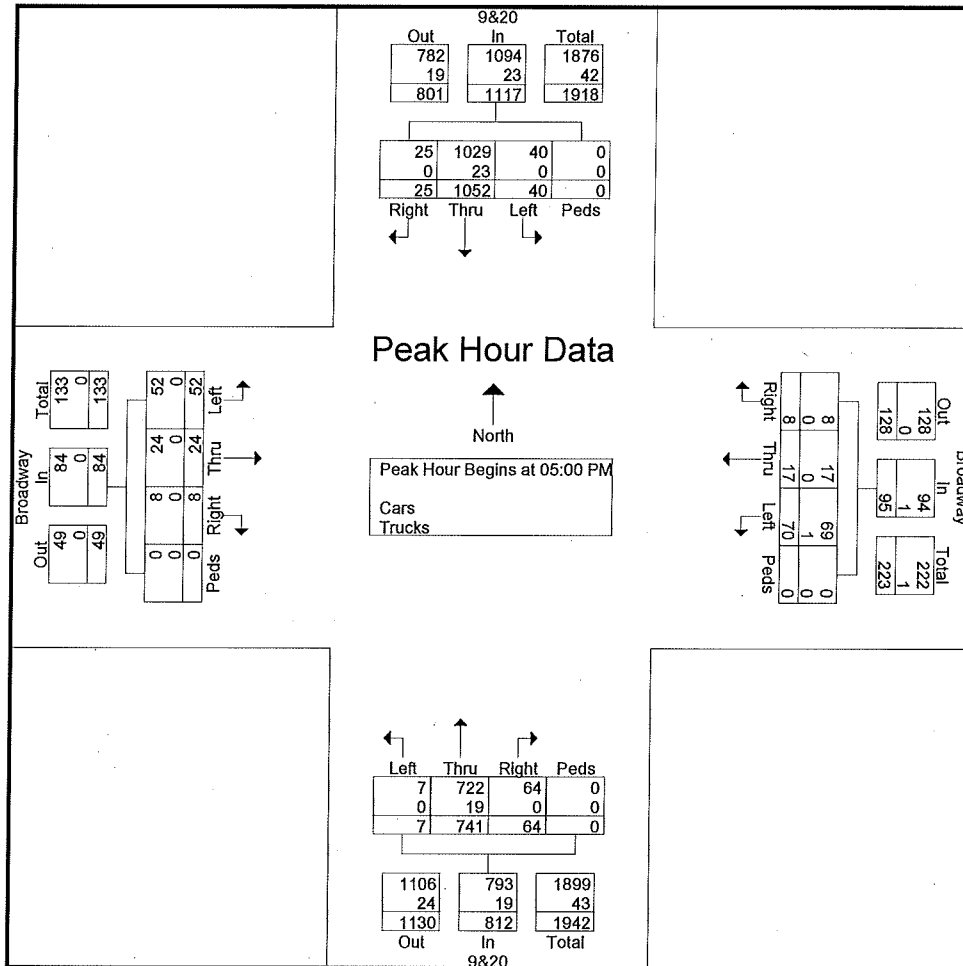 9&20
Out In Total
782 1094 1876
19 23 42
801 1117 1918
25 1029 40 0
0 23 0 0
25 1052 40 0
Right Thru Left Peds
Peak Hour Data
North
Peak Hour Begins at 05:00 PM
Cars
Trucks
Broadway
Out In Total
49 84 133
0 0 0
49 84 133
Peds Right Thru Left
0 8 24 52
0 0 0 0
0 8 24 52
Broadway
Out In Total
128 94 222
0 1 1
128 95 223
8 17 69 0
0 0 1 0
8 17 70 0
Right Thru Left Peds
Left Thru Right Peds
7 722 64 0
0 19 0 0
7 741 64 0
1106 793 1899
24 19 43
1130 812 1942
Out In Total
9&20